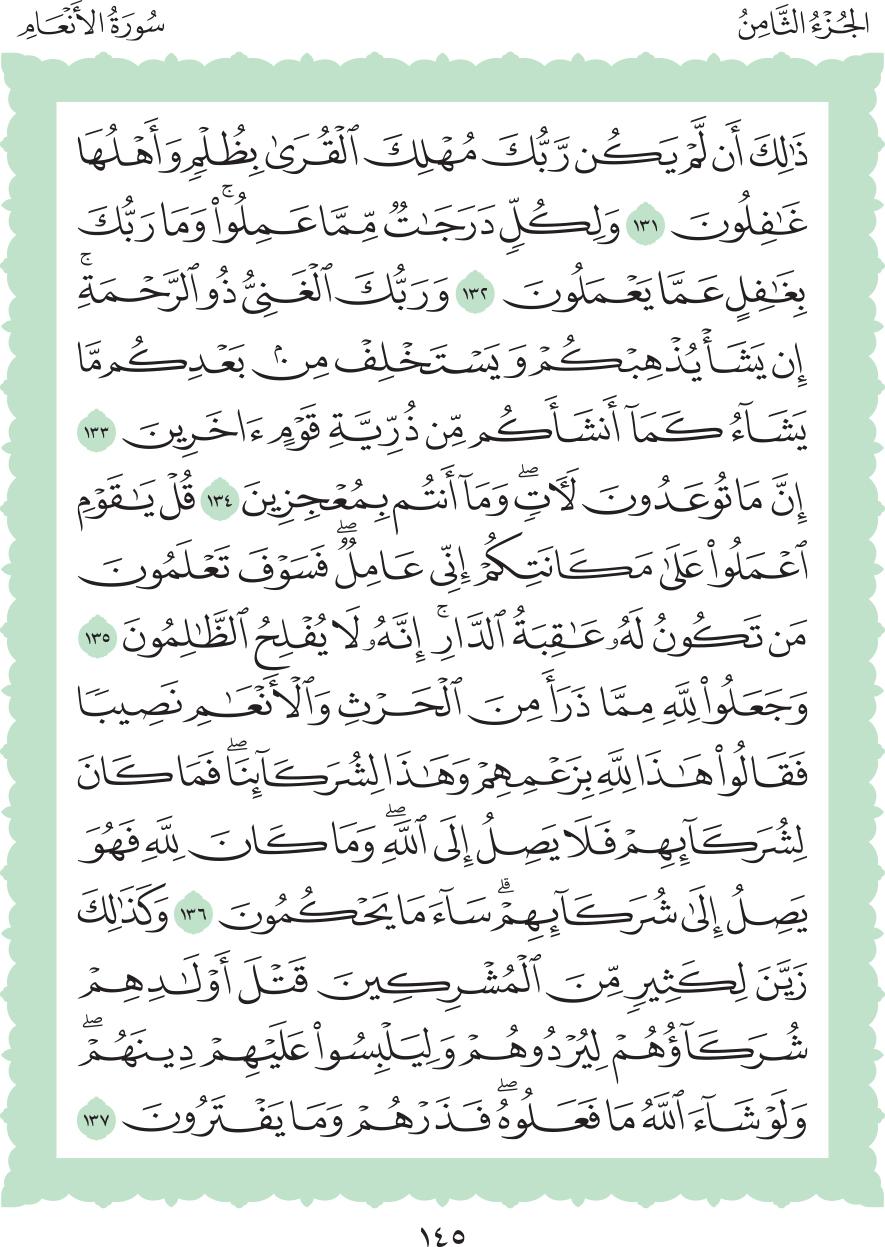 الجُزْءُ الثَّامِنُ
سُورَةُ الأَنْعَامِ
ذَٰلِكَ أَن لَّمْ يَكُن رَّبُّكَ مُهْلِكَ ٱلْقُرَىٰ بِظُلْمٍ وَأَهْلُهَا
غَٰفِلُونَ ١٣١ وَلِكُلٍّ دَرَجَٰتٌ مِّمَّا عَمِلُوا۟ۚ وَمَا رَبُّكَ
بِغَٰفِلٍ عَمَّا يَعْمَلُونَ ١٣٢ وَرَبُّكَ ٱلْغَنِىُّ ذُو ٱلرَّحْمَةِۚ
إِن يَشَأْ يُذْهِبْكُمْ وَيَسْتَخْلِفْ مِنۢ بَعْدِكُم مَّا
يَشَآءُ كَمَآ أَنشَأَكُم مِّن ذُرِّيَّةِ قَوْمٍ ءَاخَرِينَ ١٣٣
إِنَّ مَا تُوعَدُونَ لَـَٔاتٍۖ وَمَآ أَنتُم بِمُعْجِزِينَ ١٣٤ قُلْ يَٰقَوْمِ
ٱعْمَلُوا۟ عَلَىٰ مَكَانَتِكُمْ إِنِّى عَامِلٌۖ فَسَوْفَ تَعْلَمُونَ
مَن تَكُونُ لَهُۥ عَٰقِبَةُ ٱلدَّارِۚ إِنَّهُۥ لَا يُفْلِحُ ٱلظَّٰلِمُونَ ١٣٥
وَجَعَلُوا۟ لِلَّهِ مِمَّا ذَرَأَ مِنَ ٱلْحَرْثِ وَٱلْأَنْعَٰمِ نَصِيبًا
فَقَالُوا۟ هَٰذَا لِلَّهِ بِزَعْمِهِمْ وَهَٰذَا لِشُرَكَآئِنَاۖ فَمَا كَانَ
لِشُرَكَآئِهِمْ فَلَا يَصِلُ إِلَى ٱللَّهِۖ وَمَا كَانَ لِلَّهِ فَهُوَ
يَصِلُ إِلَىٰ شُرَكَآئِهِمْۗ سَآءَ مَا يَحْكُمُونَ ١٣٦ وَكَذَٰلِكَ
زَيَّنَ لِكَثِيرٍ مِّنَ ٱلْمُشْرِكِينَ قَتْلَ أَوْلَٰدِهِمْ
شُرَكَآؤُهُمْ لِيُرْدُوهُمْ وَلِيَلْبِسُوا۟ عَلَيْهِمْ دِينَهُمْۖ
وَلَوْ شَآءَ ٱللَّهُ مَا فَعَلُوهُۖ فَذَرْهُمْ وَمَا يَفْتَرُونَ ١٣٧
١٤٥